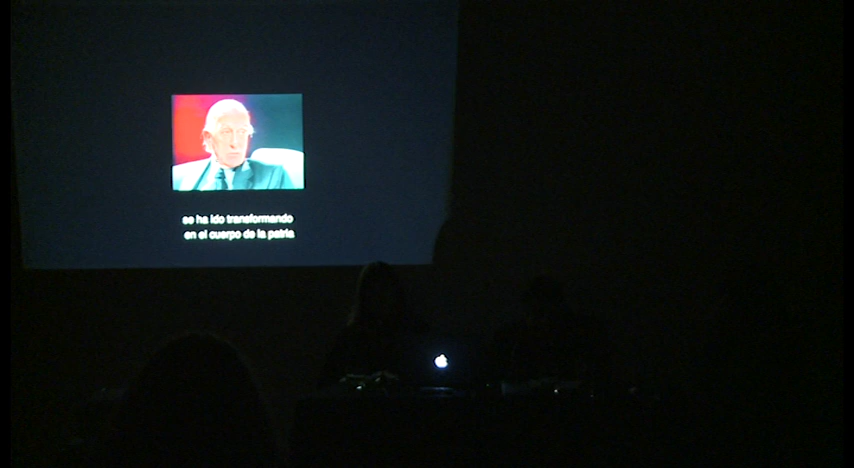 se ha ido transformando
en el cuerpo de la patria